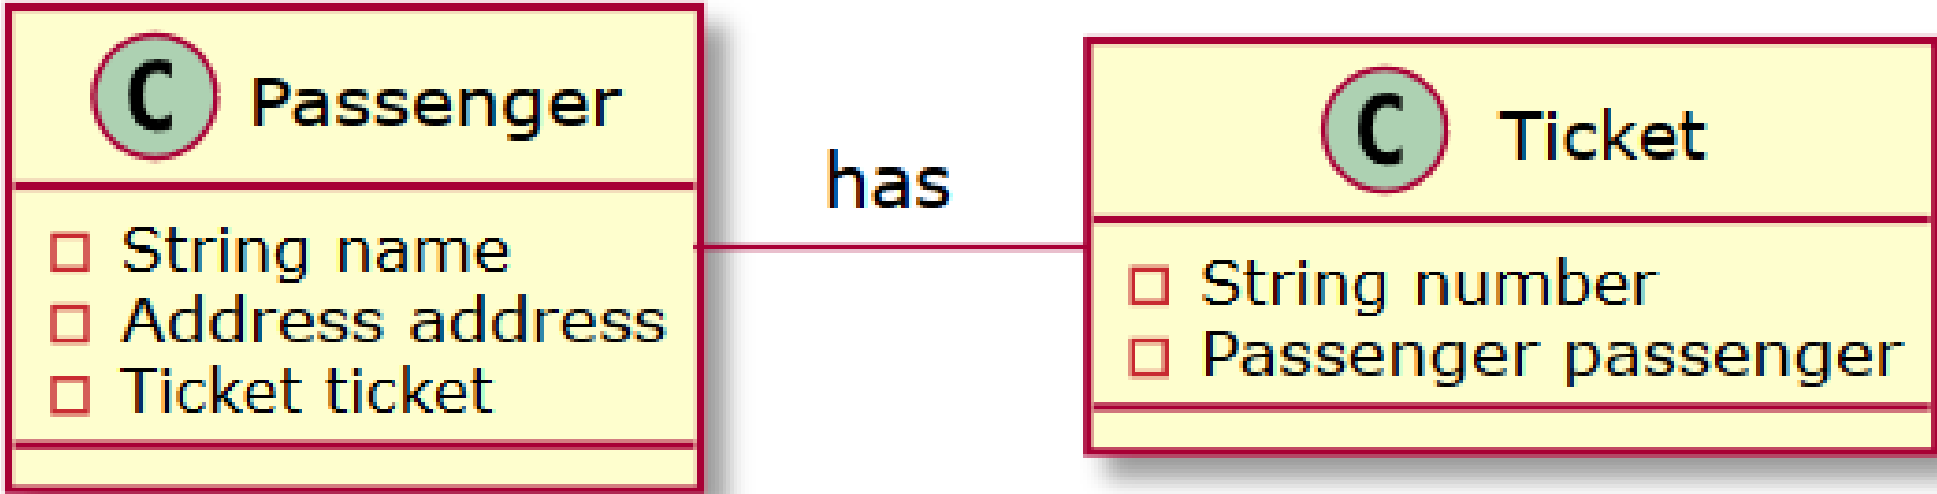 C Passenger
String name
Address address
Ticket ticket
has
C Ticket
String number
Passenger passenger